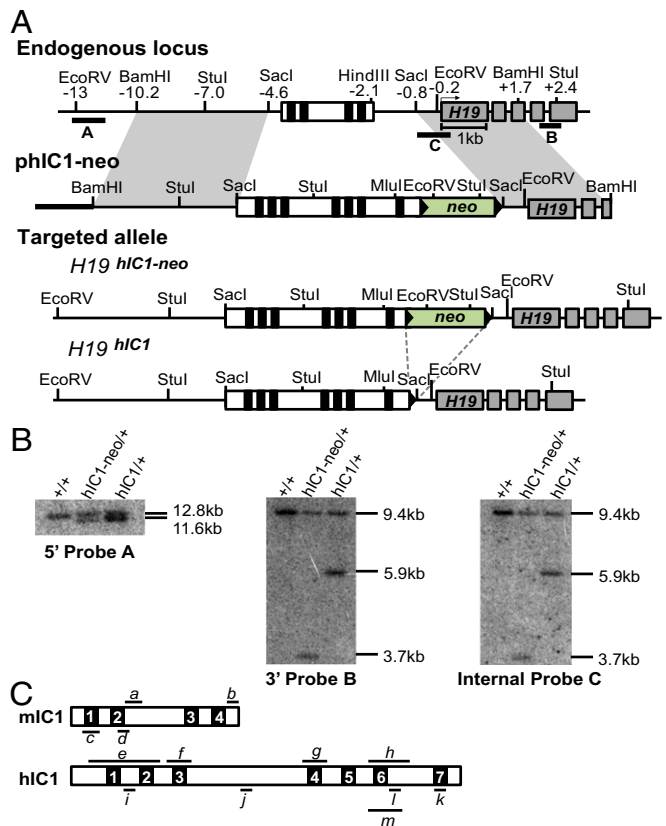 A
Endogenous locus
EcoRV BamHI StuI SacI HindIII SacI EcoRV BamHI StuI
-13 -10.2 -7.0 -4.6 -2.1 -0.8 -0.2 +1.7 +2.4
H19
A C 1kb B
phIC1-neo
BamHI StuI SacI StuI MluI EcoRV StuI SacI EcoRV BamHI
neo H19
Targeted allele
H19 hIC1-neo
EcoRV StuI SacI StuI MluI EcoRV StuI SacI EcoRV StuI
neo H19
H19 hIC1
EcoRV StuI SacI StuI MluI SacI EcoRV StuI
H19
B
+/+ hIC1-neo/+ hIC1/+
12.8kb
11.6kb
5' Probe A
+/+ hIC1-neo/+ hIC1/+
9.4kb
5.9kb
3.7kb
3' Probe B
+/+ hIC1-neo/+ hIC1/+
9.4kb
5.9kb
3.7kb
Internal Probe C
C
a b
mIC1 1 2 3 4
c d
e f g h
hIC1 1 2 3 4 5 6 7
i j l k
m